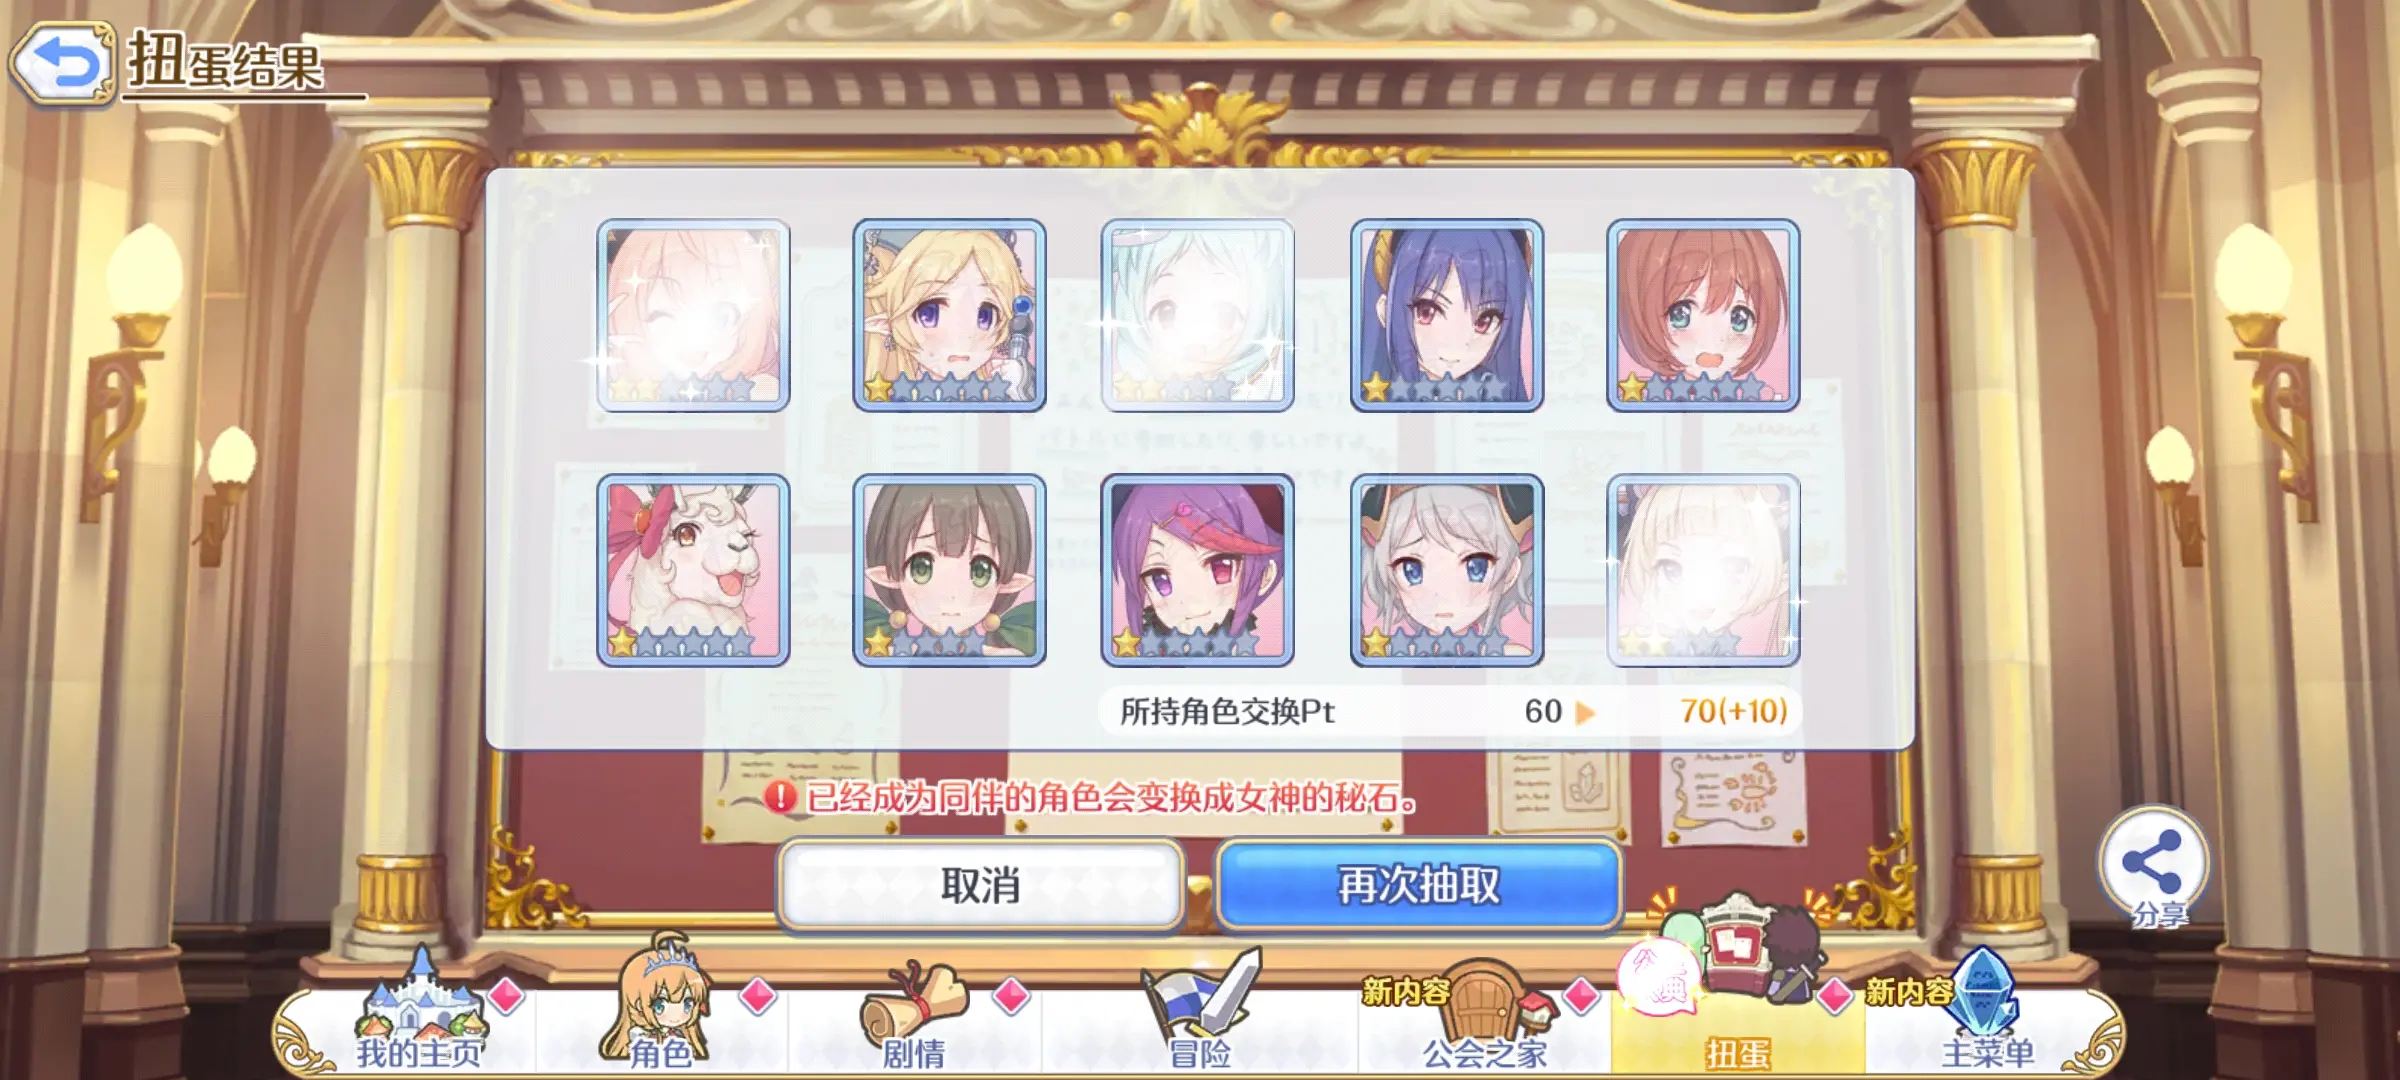 扭蛋结果
所持角色交换Pt 60 70(+10)
已经成为同伴的角色会变换成女神的秘石。
取消
再次抽取
分享
新内容
新内容
我的主页
角色
剧情
冒险
公会之家
扭蛋
主菜单